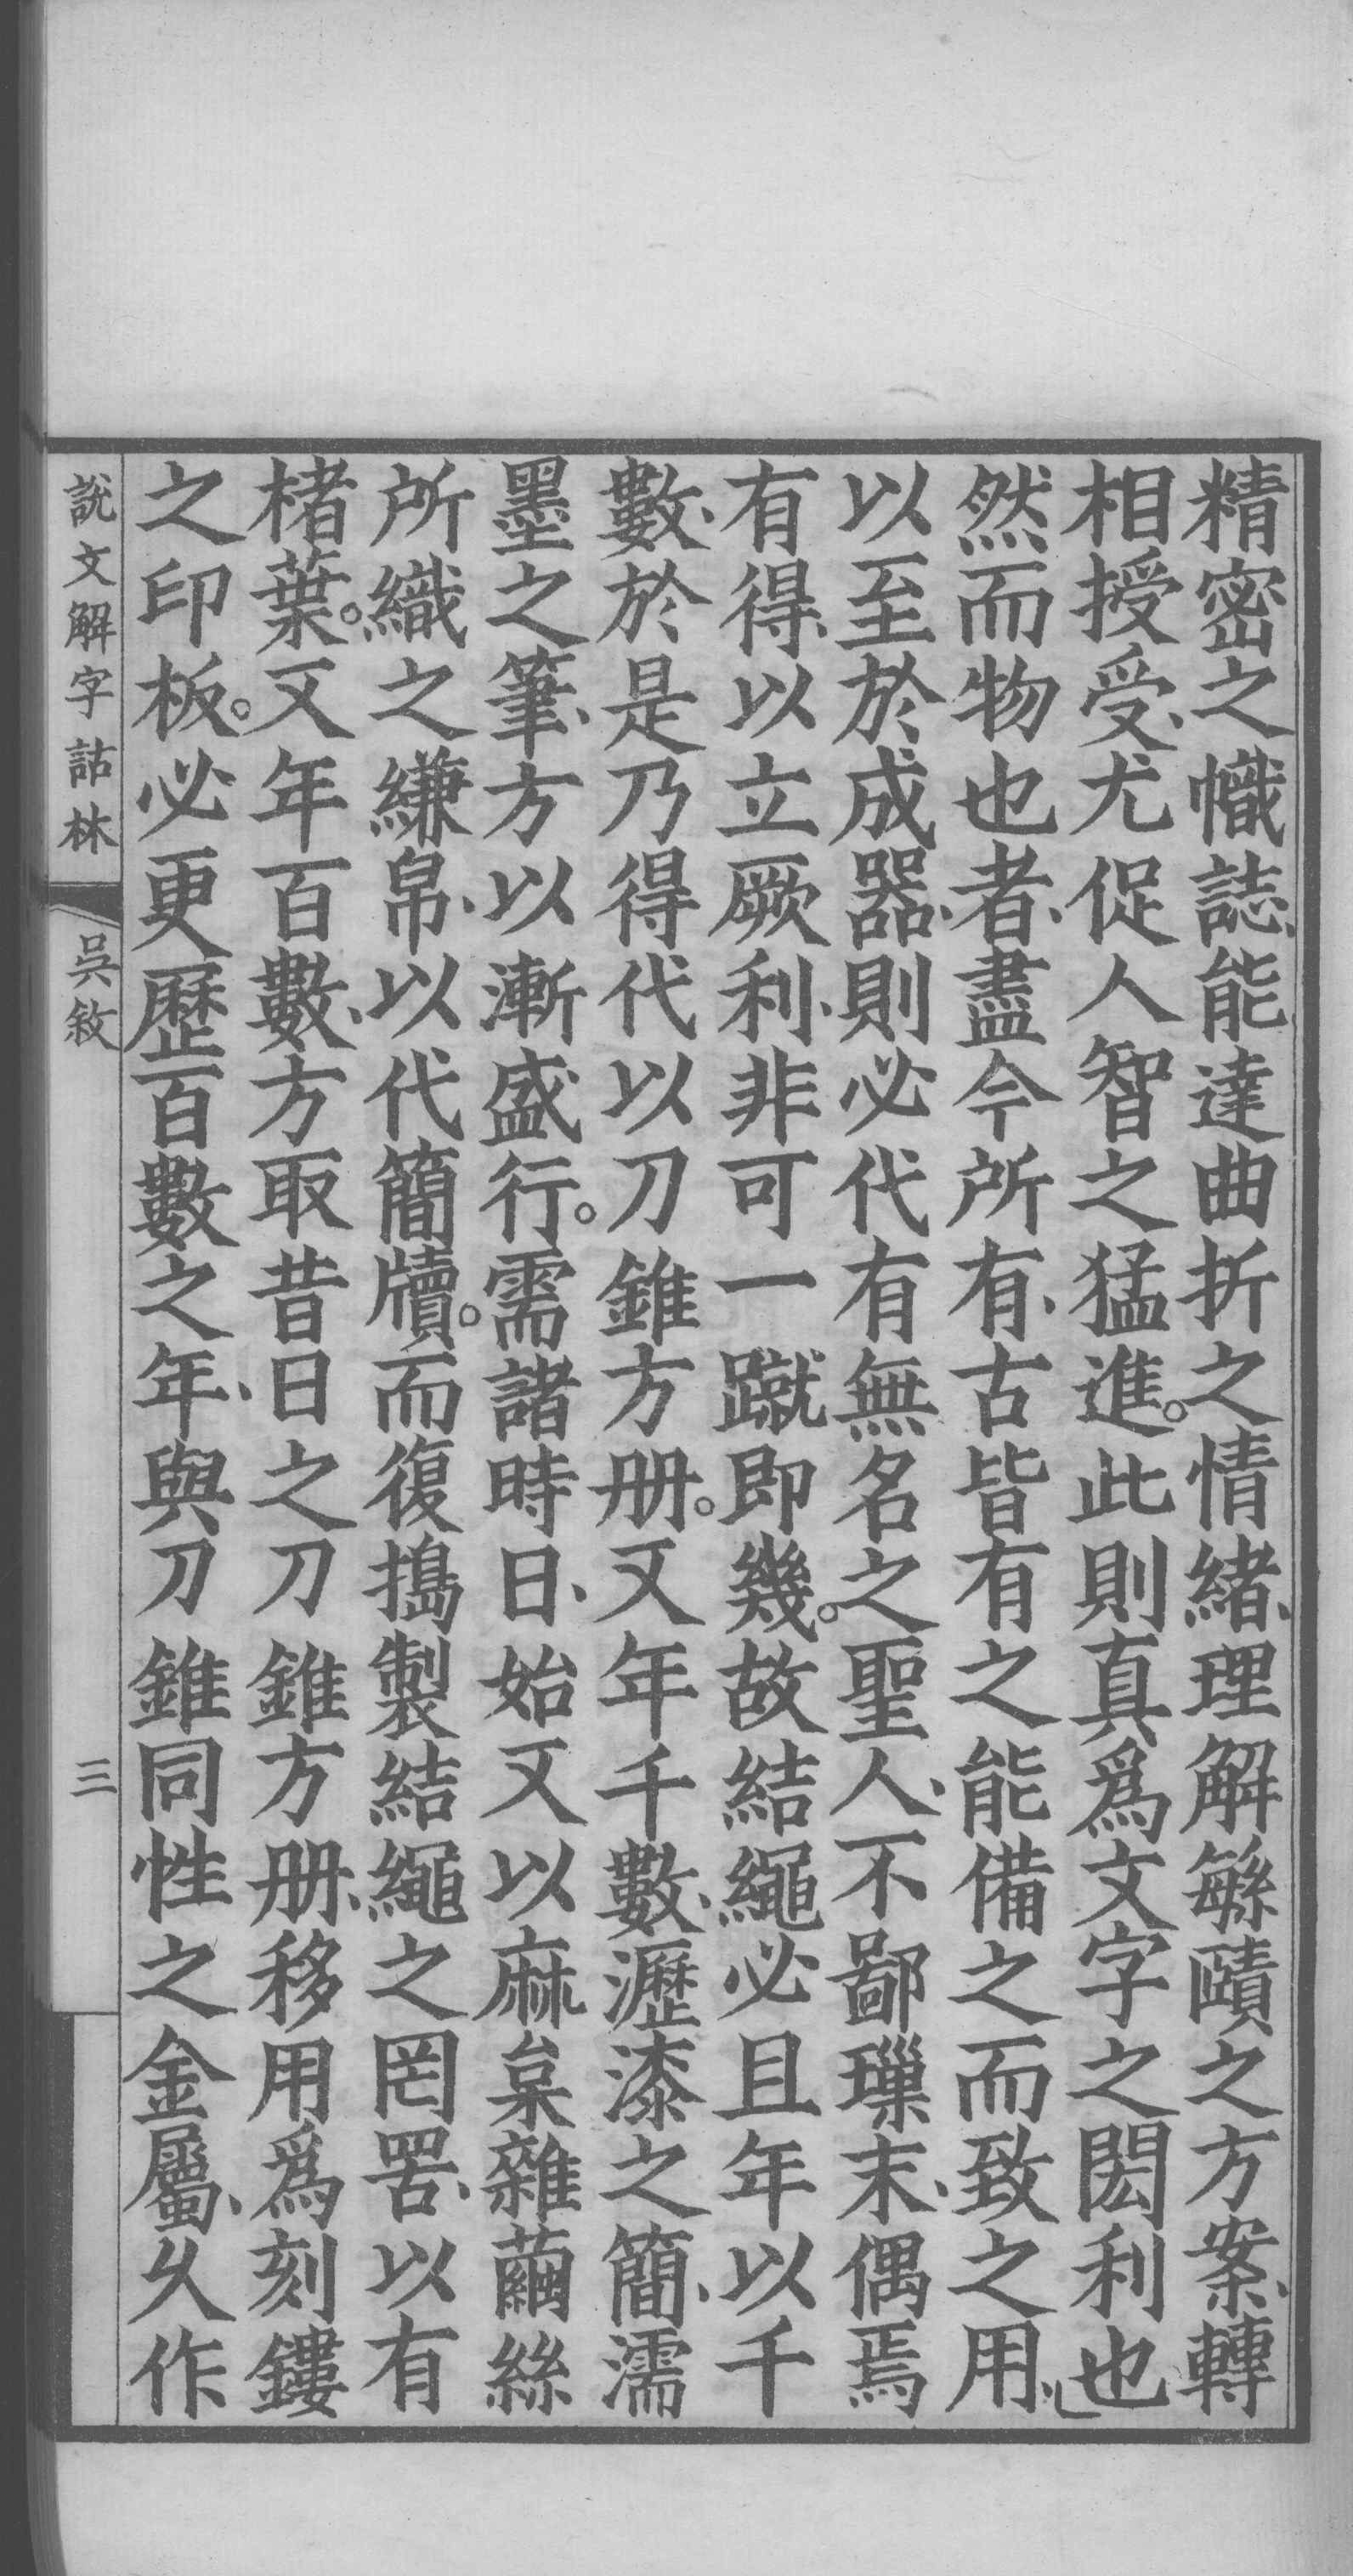 精密之幟誌、能達曲折之情緒、理解緐賾之方案、轉
相授受、尤促人智之猛進。此則真爲文字之閎利也
然而物也者、盡今所有、古皆有之能備之而致之用、
以至於成器、則必代有無名之聖人、不鄙璅末、偶焉
有得、以立厥利、非可一蹴即幾。故結繩必且年以千
數、於是乃得代以刀錐方册。又年千數、瀝漆之簡、濡
墨之筆、方以漸盛行。需諸時日、始又以麻枲雜繭絲
所織之縑帛、以代簡牘。而復搗製結繩之罔罟、以有
楮葉。又年百數、方取昔日之刀錐方册、移用爲刻鏤
之印板。必更歷百數之年、與刀錐同性之金屬、乆作
說文解字詁林 吳敘 三